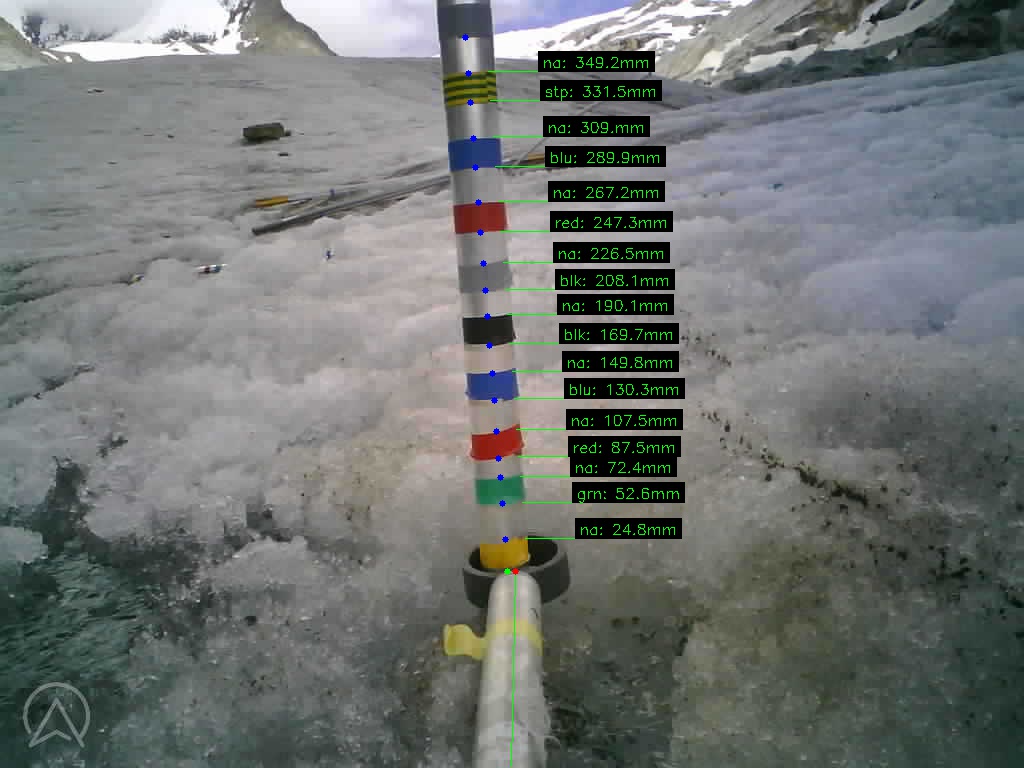 na: 349.2mm
stp: 331.5mm
na: 309.mm
blu: 289.9mm
na: 267.2mm
red: 247.3mm
na: 226.5mm
blk: 208.1mm
na: 190.1mm
blk: 169.7mm
na: 149.8mm
blu: 130.3mm
na: 107.5mm
red: 87.5mm
na: 72.4mm
grn: 52.6mm
na: 24.8mm